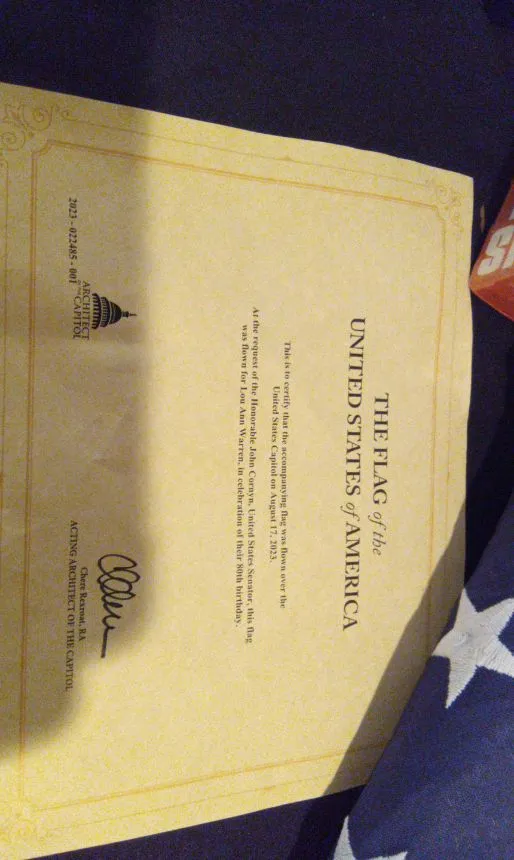 THE FLAG of the
UNITED STATES of AMERICA
This is to certify that the accompanying flag was flown over the
United States Capitol on August 17, 2023.
At the request of the Honorable John Cornyn, United States Senator, this flag
was flown for Lou Ann Warren, in celebration of their 80th birthday.
ARCHITECT
OF THE
CAPITOL
2023 - 022485 - 001
Chere Rexroat, RA
ACTING ARCHITECT OF THE CAPITOL